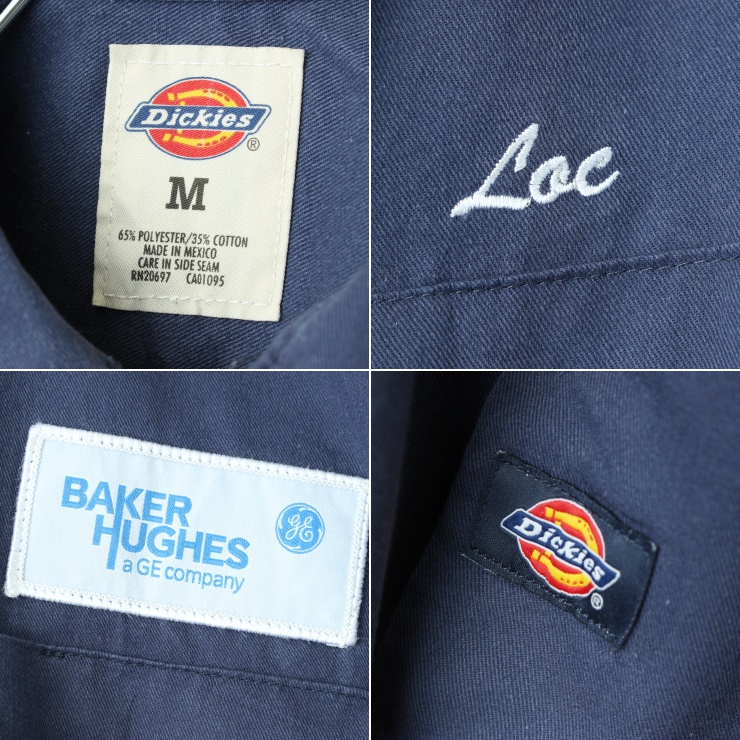 Dickies
®
M
65% POLYESTER/35% COTTON
MADE IN MEXICO
CARE IN SIDE SEAM
RN20697 CA01095
Loc
BAKER
HUGHES
a GE company
GE
Dickies
®